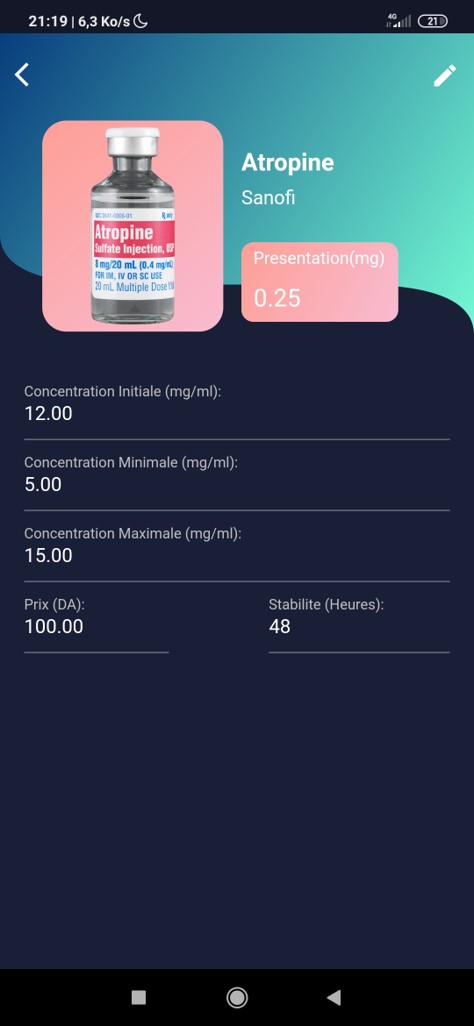 21:19 | 6,3 Ko/s
4G
21
Atropine
Sanofi
Presentation(mg)
0.25
Atropine
Sulfate Injection, USP
8 mg/20 mL (0.4 mg/mL)
FOR IM, IV OR SC USE
20 mL Multiple Dose
Concentration Initiale (mg/ml):
12.00
Concentration Minimale (mg/ml):
5.00
Concentration Maximale (mg/ml):
15.00
Prix (DA):
100.00
Stabilite (Heures):
48